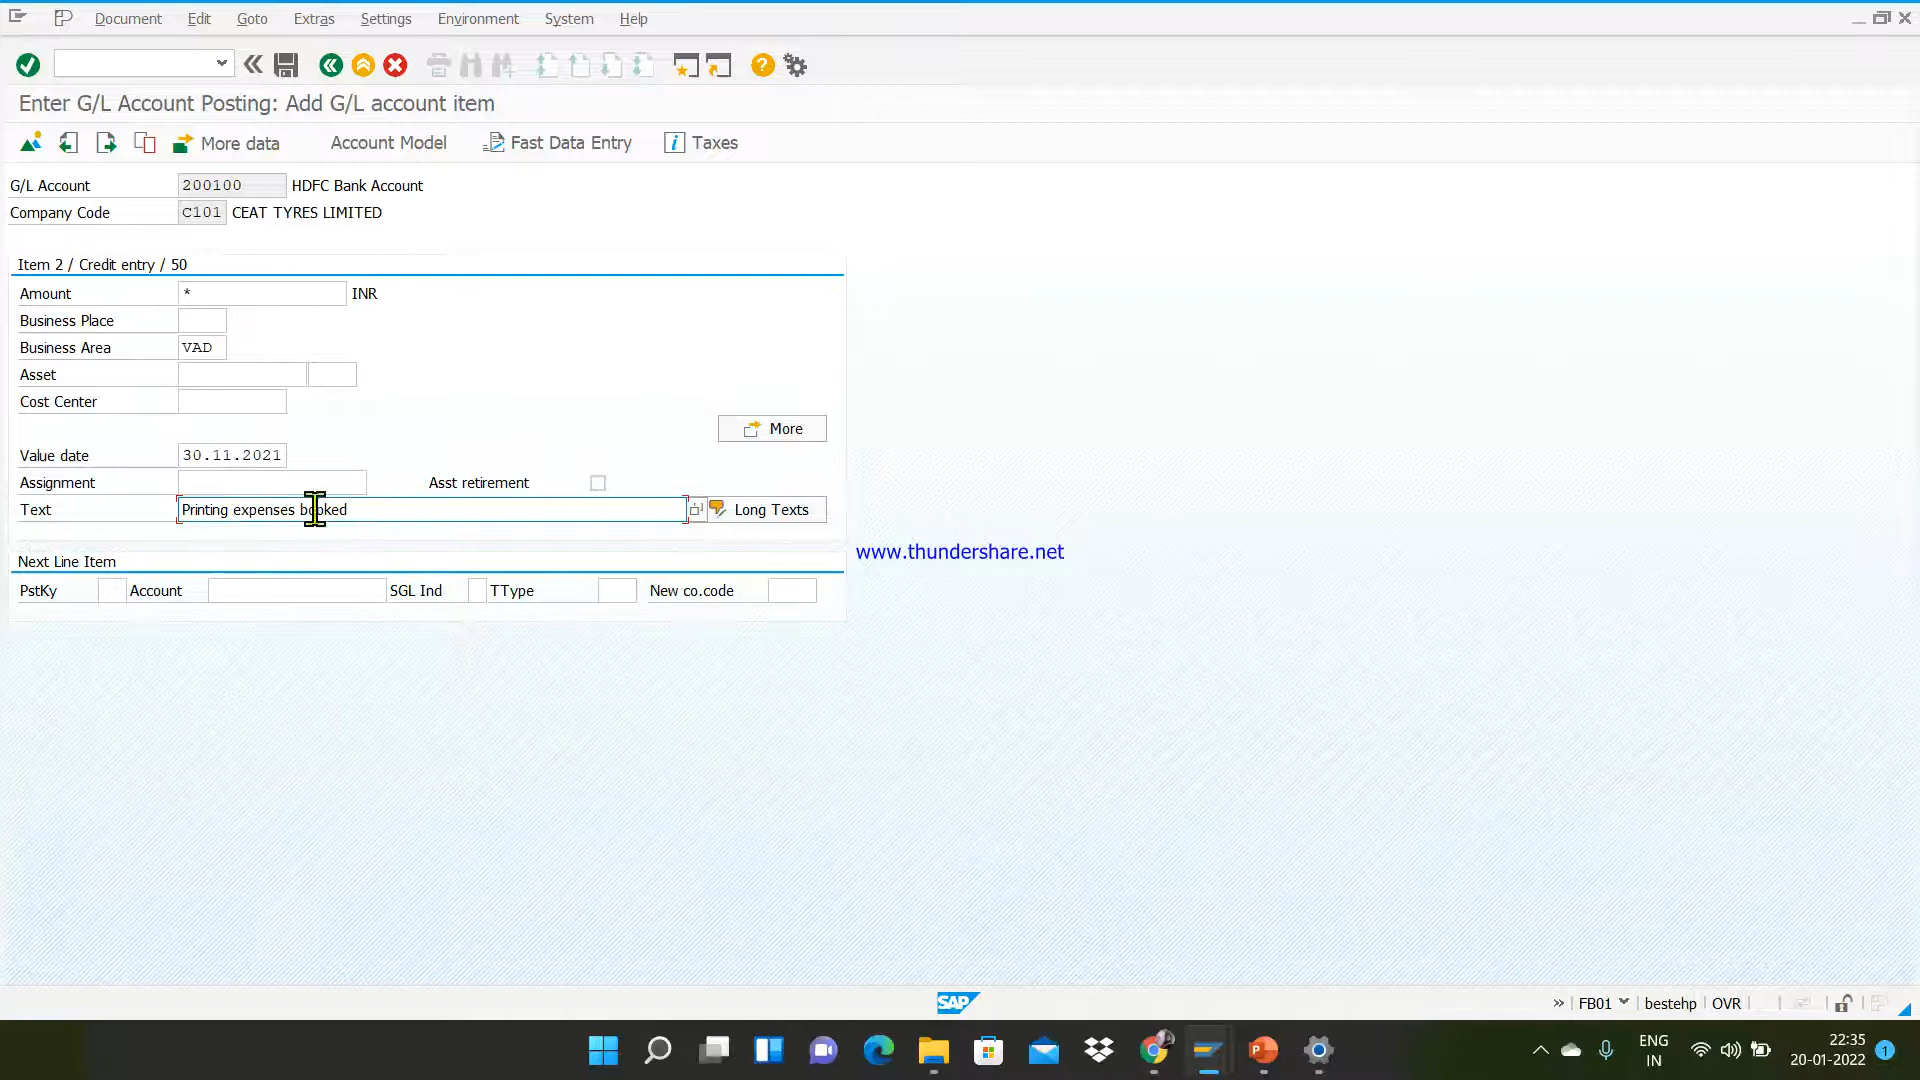 Document Edit Goto Extras Settings Environment System Help
Enter G/L Account Posting: Add G/L account item
More data Account Model Fast Data Entry Taxes
G/L Account 200100 HDFC Bank Account
Company Code C101 CEAT TYRES LIMITED
Item 2 / Credit entry / 50
Amount * INR
Business Place
Business Area VAD
Asset
Cost Center
More
Value date 30.11.2021
Assignment Asst retirement
Text Printing expenses booked Long Texts
www.thundershare.net
Next Line Item
PstKy Account SGL Ind TType New co.code
SAP FB01 bestehp OVR
ENG 22:35
IN 20-01-2022 1